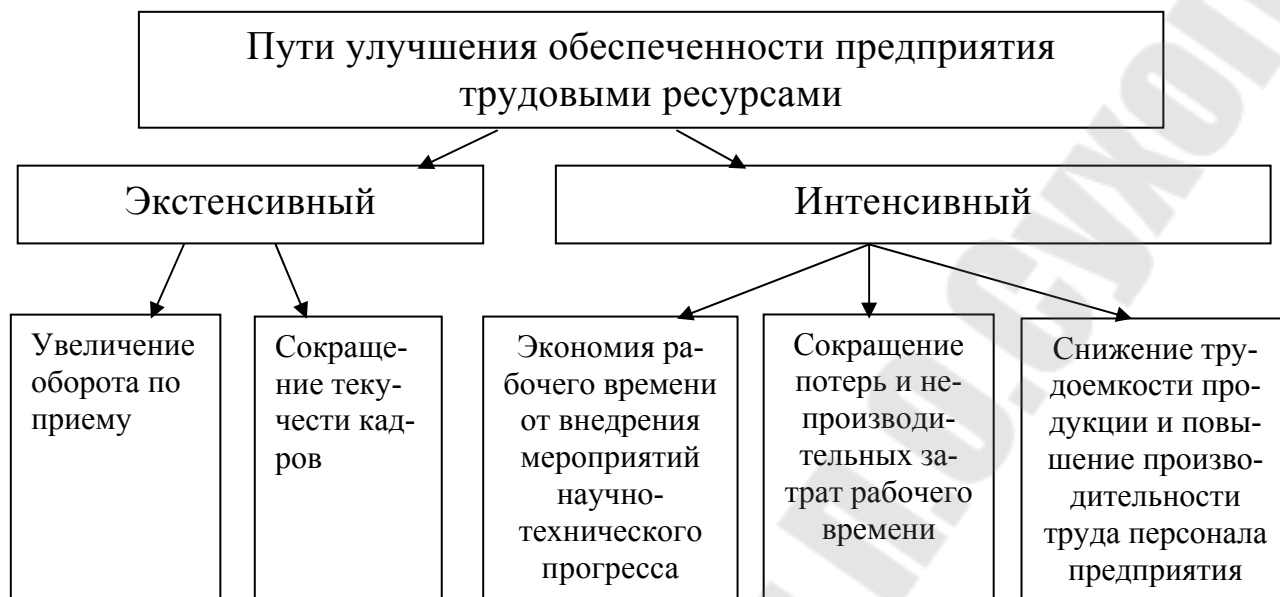 Пути улучшения обеспеченности предприятия
трудовыми ресурсами
Экстенсивный
Интенсивный
Увеличение
оборота по
приему
Сокраще-
ние теку-
чести кад-
ров
Экономия ра-
бочего времени
от внедрения
мероприятий
научно-
технического
прогресса
Сокращение
потерь и не-
производи-
тельных за-
трат рабочего
времени
Снижение тру-
доемкости про-
дукции и повы-
шение произво-
дительности
труда персонала
предприятия